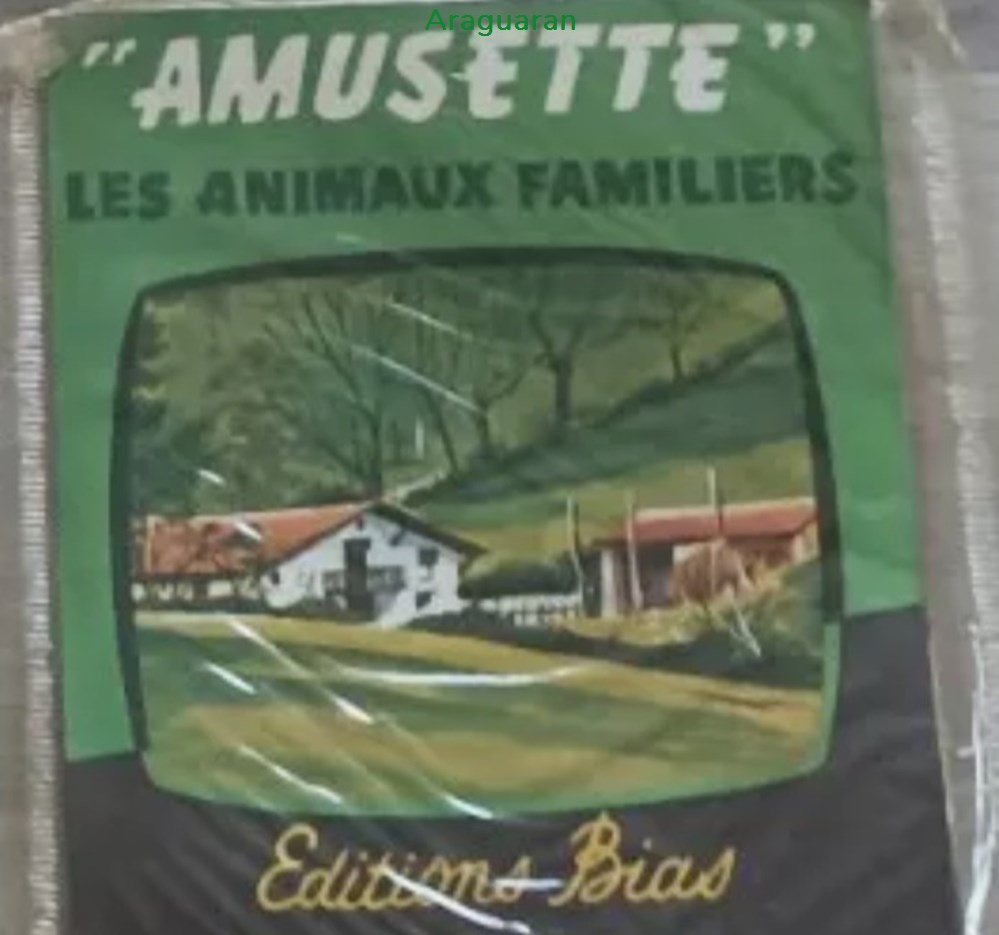 Araguaran
"AMUSETTE"
LES ANIMAUX FAMILIERS
Editions Bias